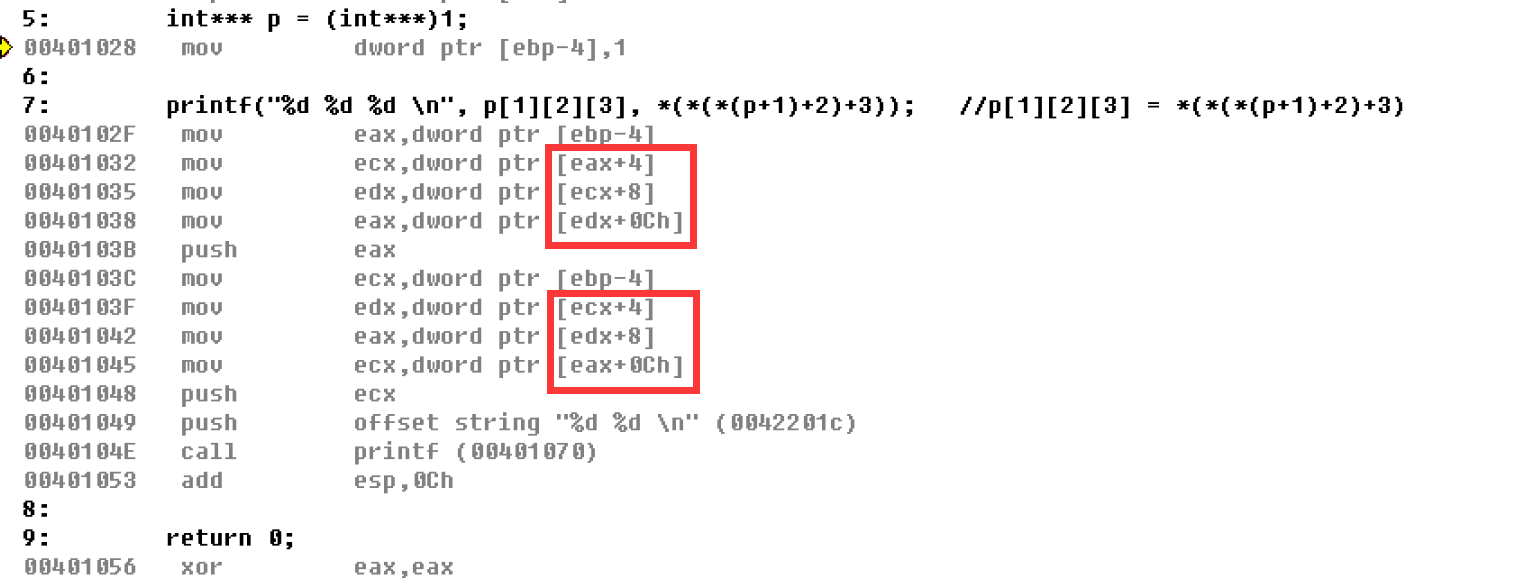 5: int*** p = (int***)1;
00401028 mov dword ptr [ebp-4],1
6:
7: printf("%d %d %d \n", p[1][2][3], *(*(*(p+1)+2)+3)); //p[1][2][3] = *(*(*(p+1)+2)+3)
0040102F mov eax,dword ptr [ebp-4]
00401032 mov ecx,dword ptr [eax+4]
00401035 mov edx,dword ptr [ecx+8]
00401038 mov eax,dword ptr [edx+0Ch]
0040103B push eax
0040103C mov ecx,dword ptr [ebp-4]
0040103F mov edx,dword ptr [ecx+4]
00401042 mov eax,dword ptr [edx+8]
00401045 mov ecx,dword ptr [eax+0Ch]
00401048 push ecx
00401049 push offset string "%d %d \n" (0042201c)
0040104E call printf (00401070)
00401053 add esp,0Ch
8:
9: return 0;
00401056 xor eax,eax